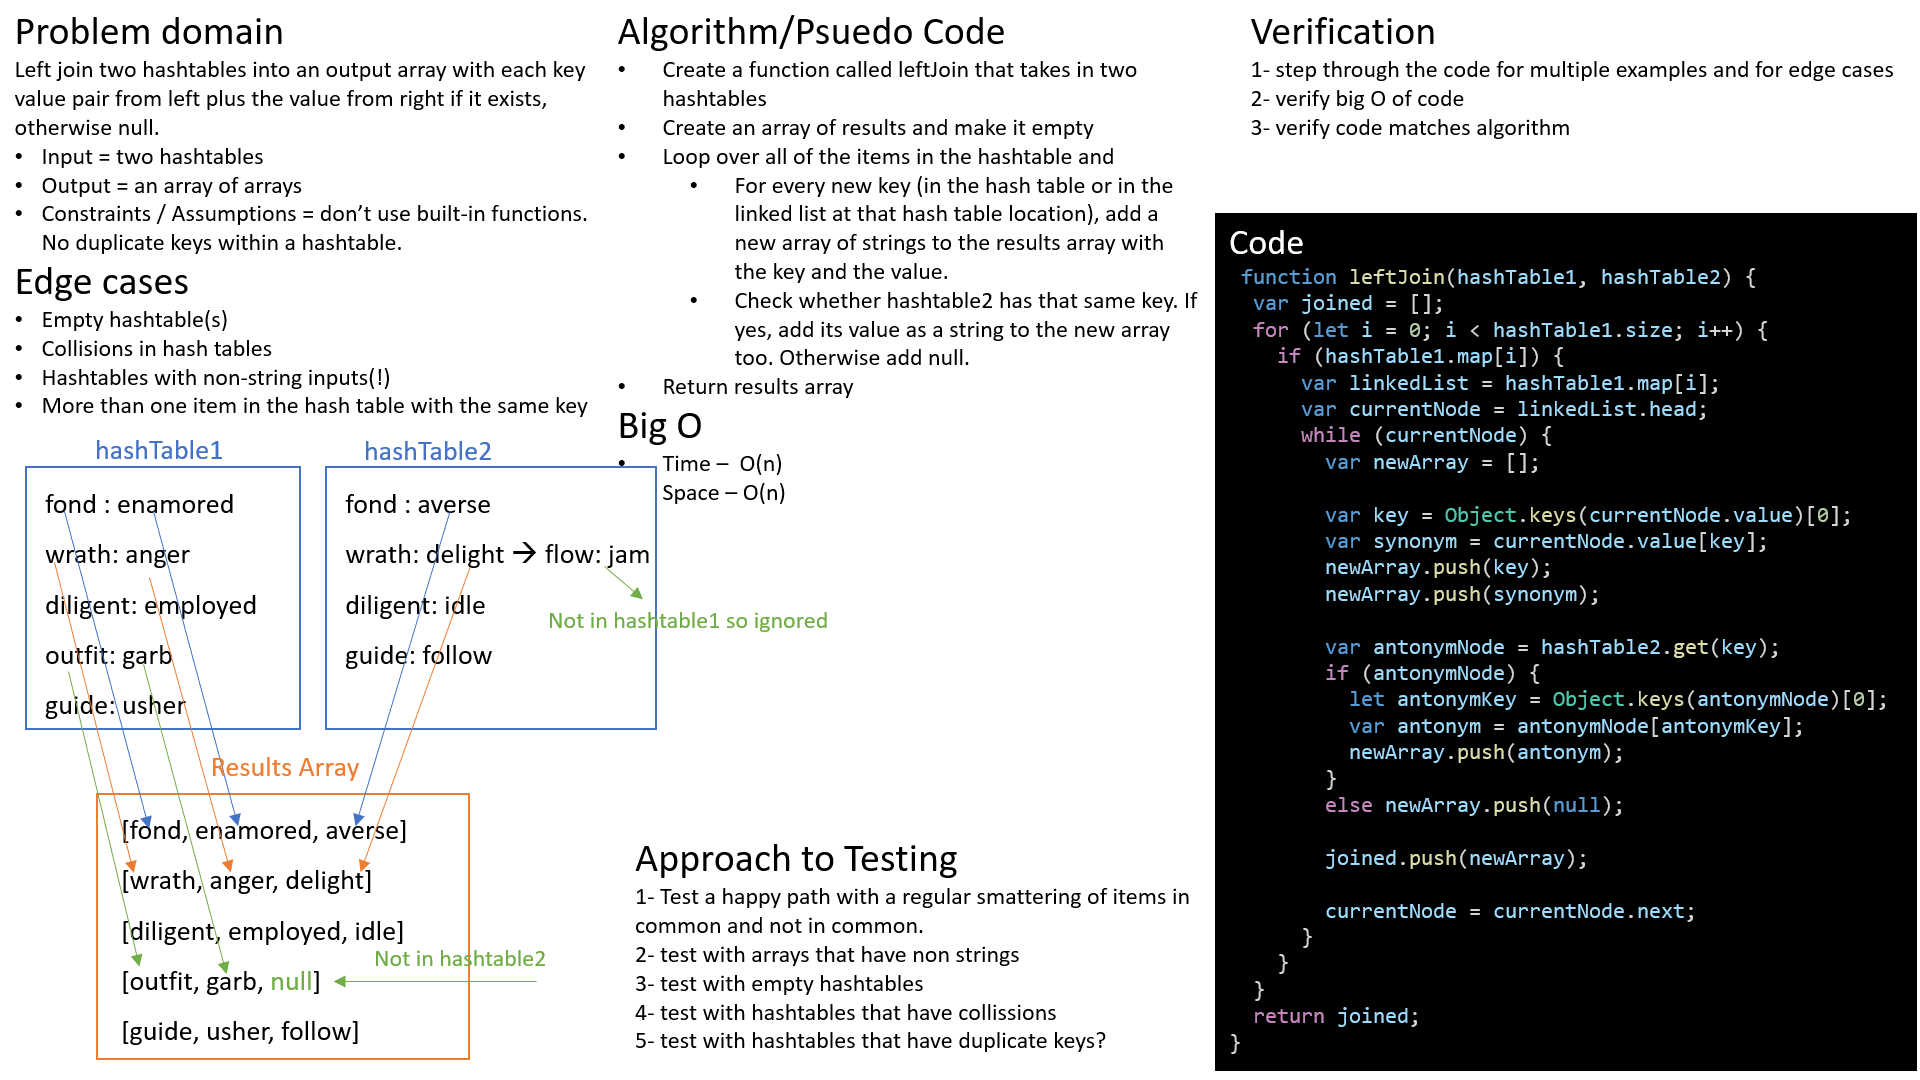 Problem domain
Left join two hashtables into an output array with each key
value pair from left plus the value from right if it exists,
otherwise null.
• Input = two hashtables
• Output = an array of arrays
• Constraints / Assumptions = don’t use built-in functions.
No duplicate keys within a hashtable.
Edge cases
• Empty hashtable(s)
• Collisions in hash tables
• Hashtables with non-string inputs(!)
• More than one item in the hash table with the same key
hashTable1
fond : enamored
wrath: anger
diligent: employed
outfit: garb
guide: usher
hashTable2
fond : averse
wrath: delight → flow: jam
diligent: idle
guide: follow
Not in hashtable1 so ignored
Results Array
[fond, enamored, averse]
[wrath, anger, delight]
[diligent, employed, idle]
[outfit, garb, null]
[guide, usher, follow]
Not in hashtable2
Algorithm/Psuedo Code
• Create a function called leftJoin that takes in two
hashtables
• Create an array of results and make it empty
• Loop over all of the items in the hashtable and
• For every new key (in the hash table or in the
linked list at that hash table location), add a
new array of strings to the results array with
the key and the value.
• Check whether hashtable2 has that same key. If
yes, add its value as a string to the new array
too. Otherwise add null.
• Return results array
Big O
• Time – O(n)
Space – O(n)
Approach to Testing
1- Test a happy path with a regular smattering of items in
common and not in common.
2- test with arrays that have non strings
3- test with empty hashtables
4- test with hashtables that have collissions
5- test with hashtables that have duplicate keys?
Verification
1- step through the code for multiple examples and for edge cases
2- verify big O of code
3- verify code matches algorithm
Code
function leftJoin(hashTable1, hashTable2) {
var joined = [];
for (let i = 0; i < hashTable1.size; i++) {
if (hashTable1.map[i]) {
var linkedList = hashTable1.map[i];
var currentNode = linkedList.head;
while (currentNode) {
var newArray = [];
var key = Object.keys(currentNode.value)[0];
var synonym = currentNode.value[key];
newArray.push(key);
newArray.push(synonym);
var antonymNode = hashTable2.get(key);
if (antonymNode) {
let antonymKey = Object.keys(antonymNode)[0];
var antonym = antonymNode[antonymKey];
newArray.push(antonym);
}
else newArray.push(null);
joined.push(newArray);
currentNode = currentNode.next;
}
}
}
return joined;
}